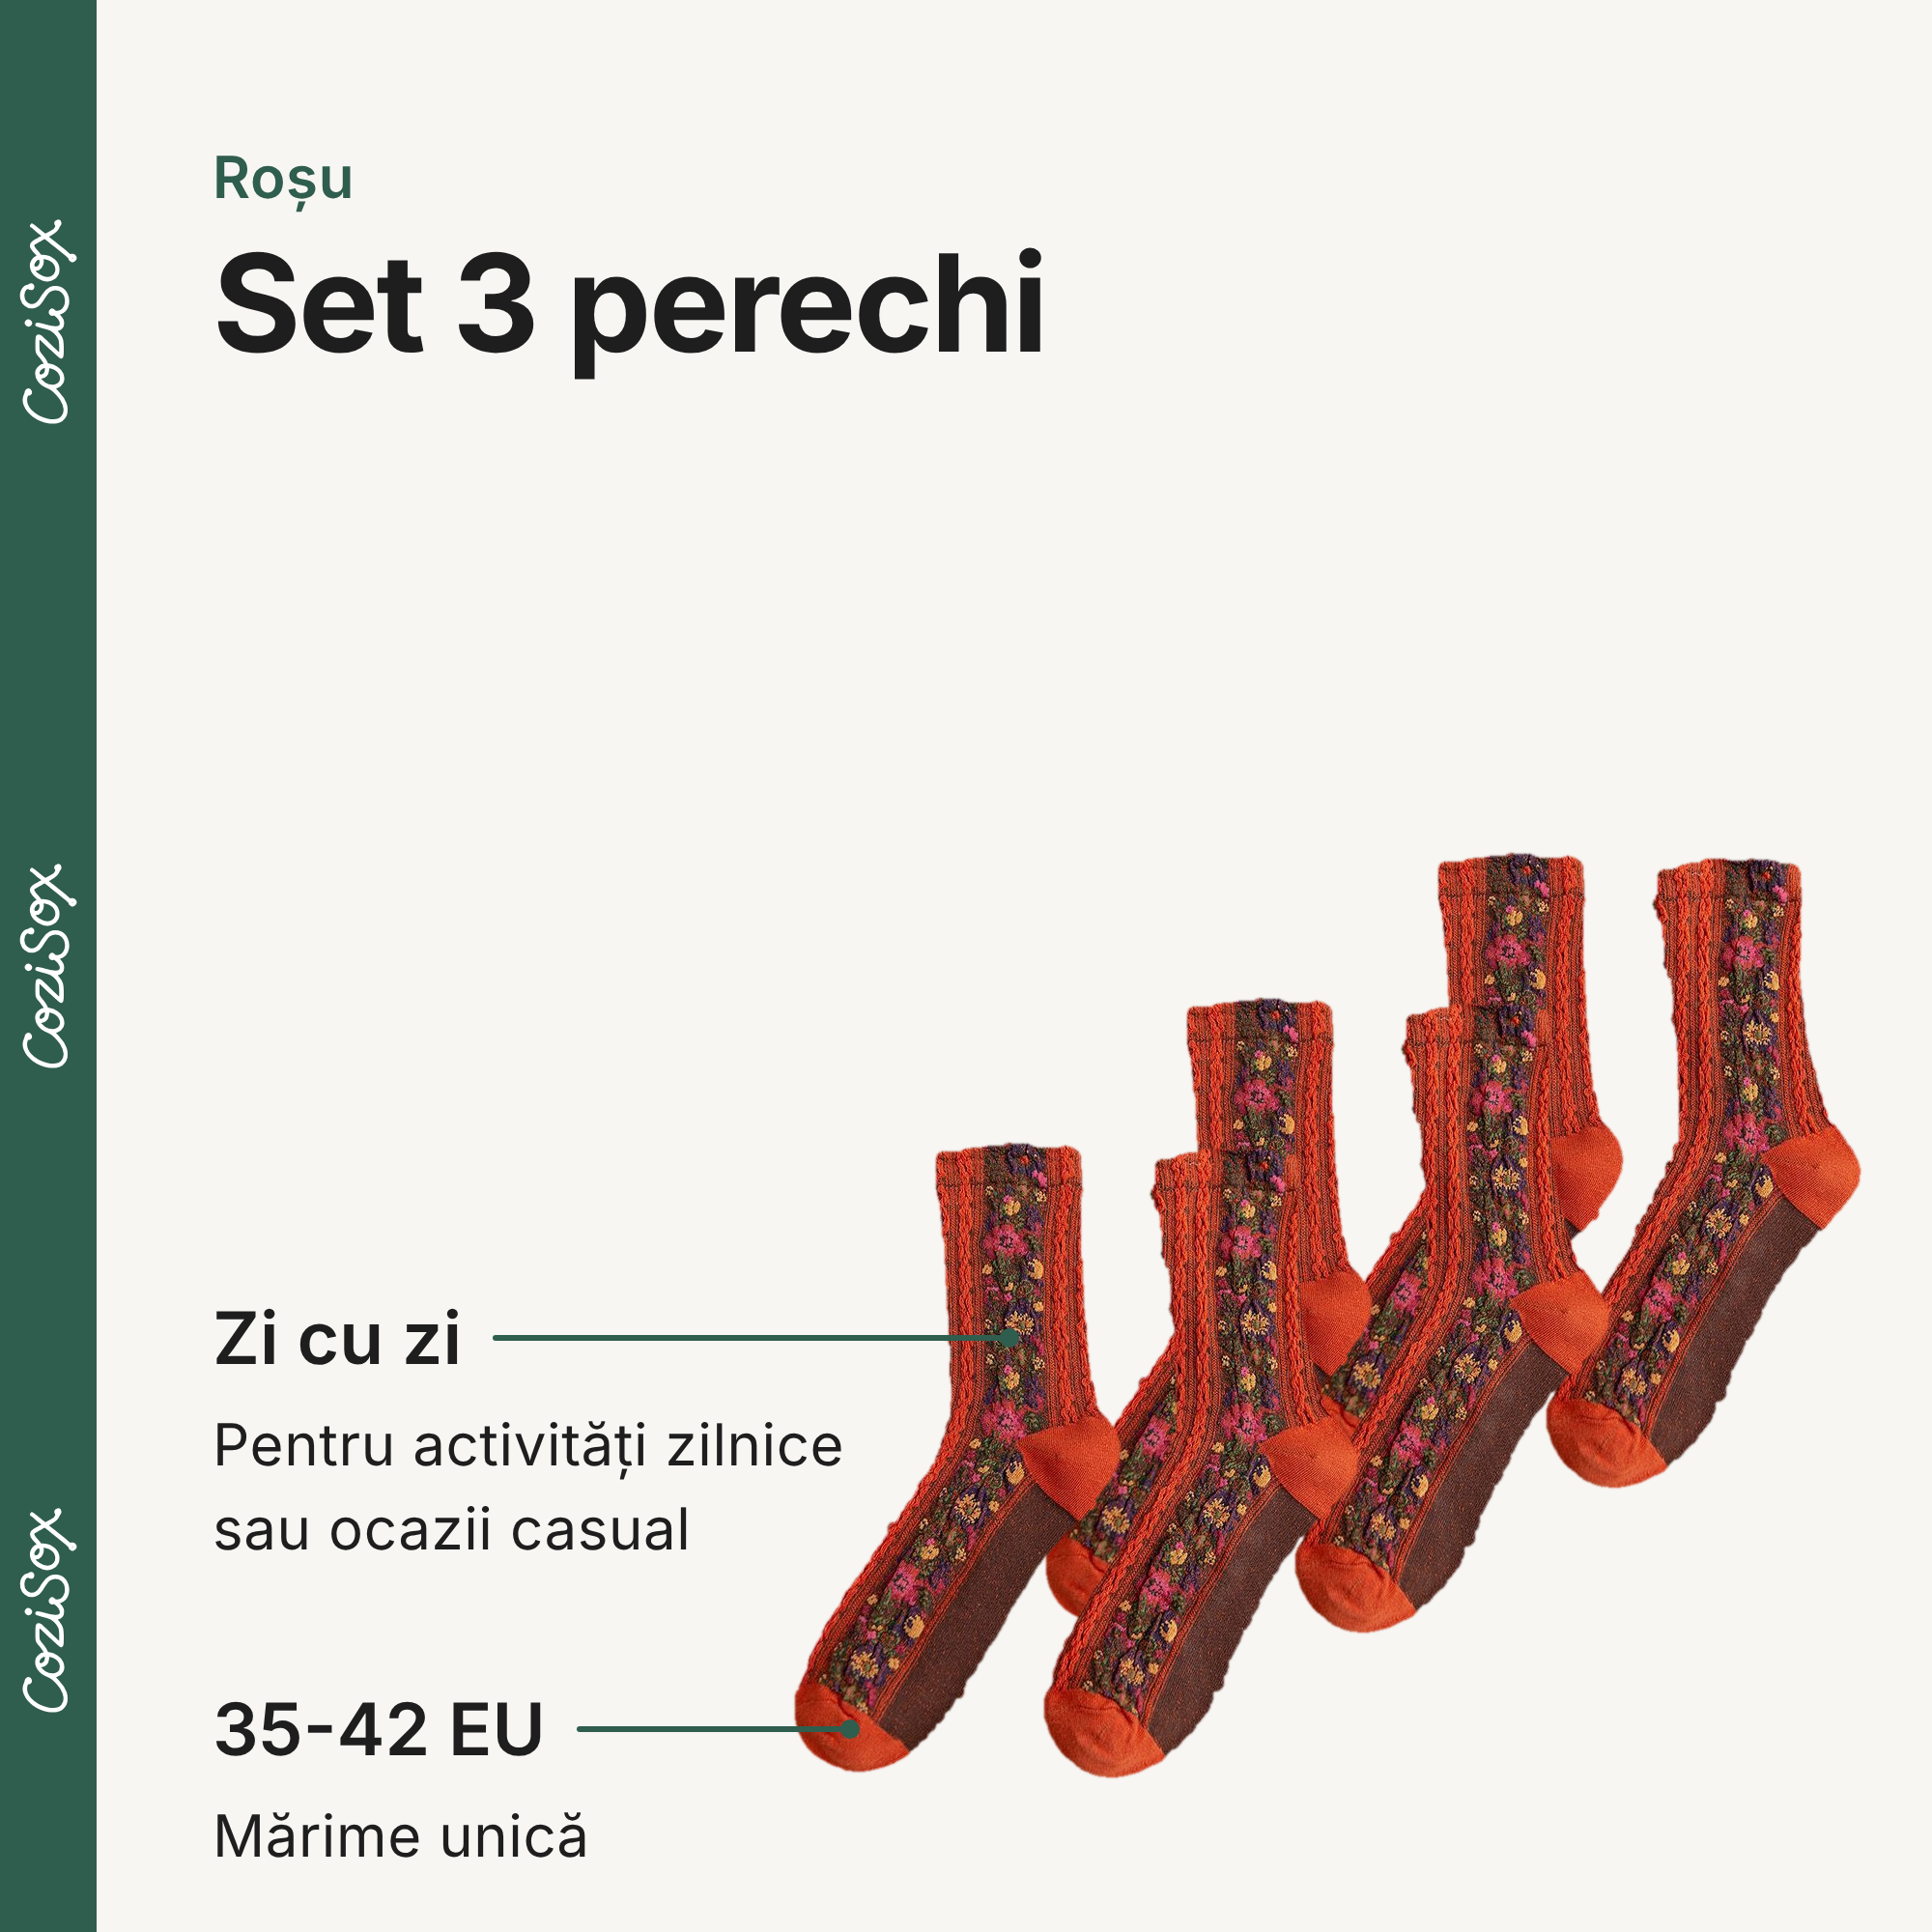 Roșu
Set 3 perechi
Zi cu zi
Pentru activități zilnice
sau ocazii casual
35-42 EU
Mărime unică
CoziSox
CoziSox
CoziSox